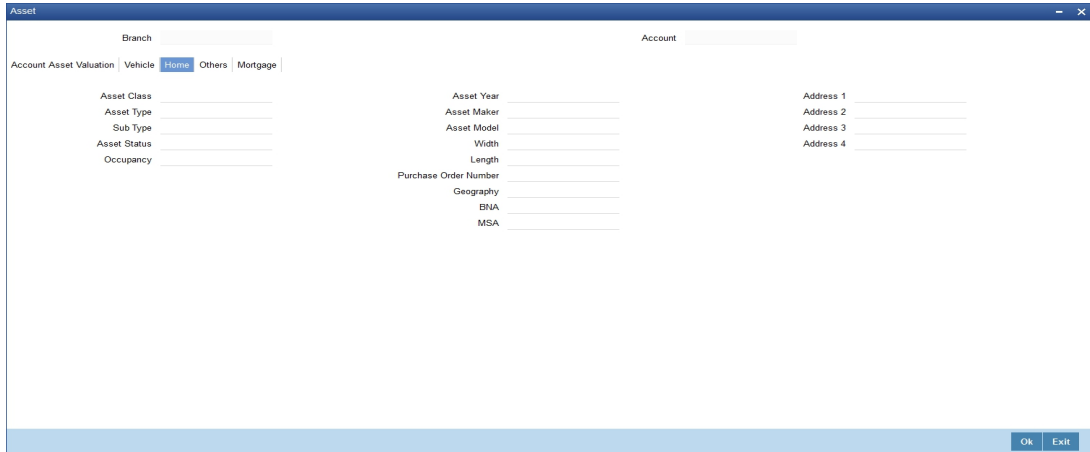 Asset
Branch Account
Account Asset Valuation Vehicle Home Others Mortgage
Asset Class Asset Year Address 1
Asset Type Asset Maker Address 2
Sub Type Asset Model Address 3
Asset Status Width Address 4
Occupancy Length
Purchase Order Number
Geography
BNA
MSA
Ok Exit